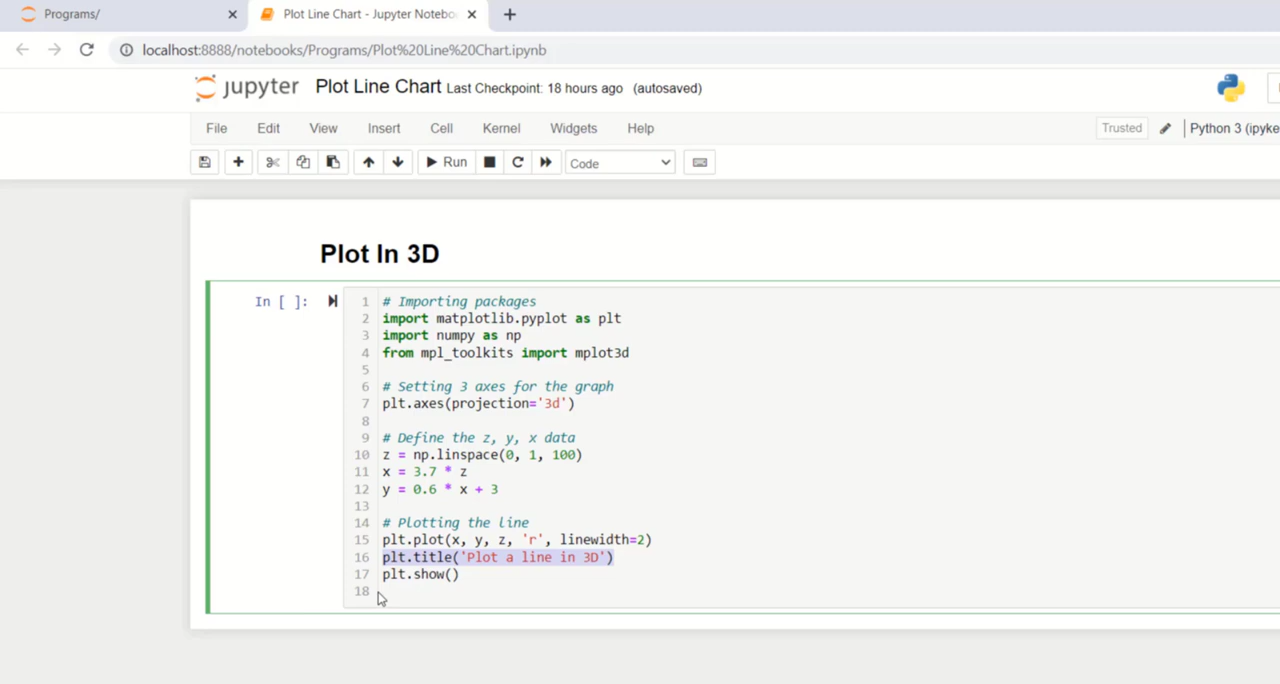 Programs/
Plot Line Chart - Jupyter Notebo
localhost:8888/notebooks/Programs/Plot%20Line%20Chart.ipynb
jupyter Plot Line Chart Last Checkpoint: 18 hours ago (autosaved)
File Edit View Insert Cell Kernel Widgets Help Trusted Python 3 (ipyke
Run Code
Plot In 3D
In [ ]:
1 # Importing packages
2 import matplotlib.pyplot as plt
3 import numpy as np
4 from mpl_toolkits import mplot3d
5
6 # Setting 3 axes for the graph
7 plt.axes(projection='3d')
8
9 # Define the z, y, x data
10 z = np.linspace(0, 1, 100)
11 x = 3.7 * z
12 y = 0.6 * x + 3
13
14 # Plotting the line
15 plt.plot(x, y, z, 'r', linewidth=2)
16 plt.title('Plot a line in 3D')
17 plt.show()
18